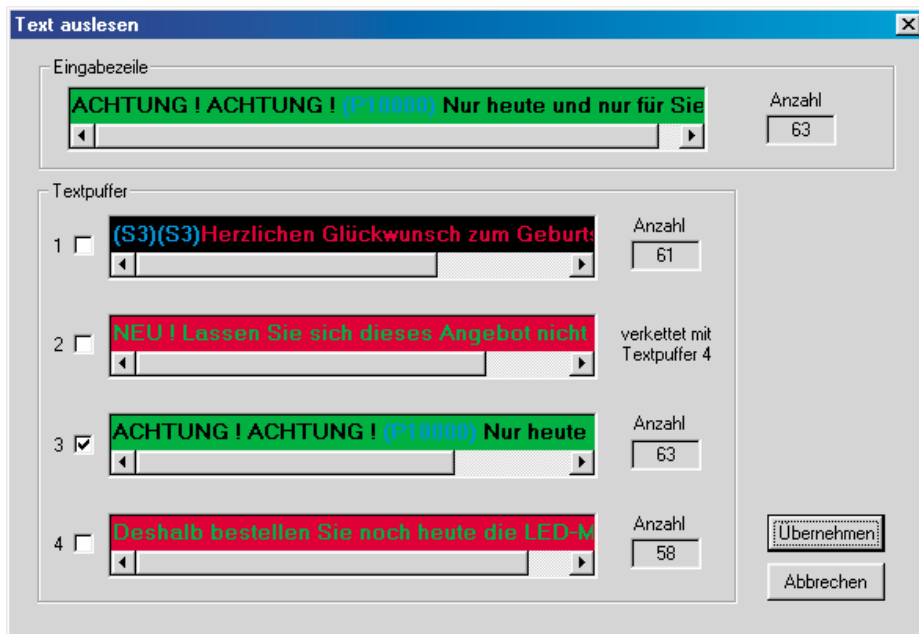 Text auslesen
Eingabezeile
ACHTUNG ! ACHTUNG ! (P10000) Nur heute und nur für Sie
Anzahl
63
Textpuffer
1
(S3)(S3)Herzlichen Glückwunsch zum Geburts
Anzahl
61
2
NEU ! Lassen Sie sich dieses Angebot nicht
verkettet mit
Textpuffer 4
3
ACHTUNG ! ACHTUNG ! (P10000) Nur heute
Anzahl
63
4
Deshalb bestellen Sie noch heute die LED-M
Anzahl
58
Übernehmen
Abbrechen